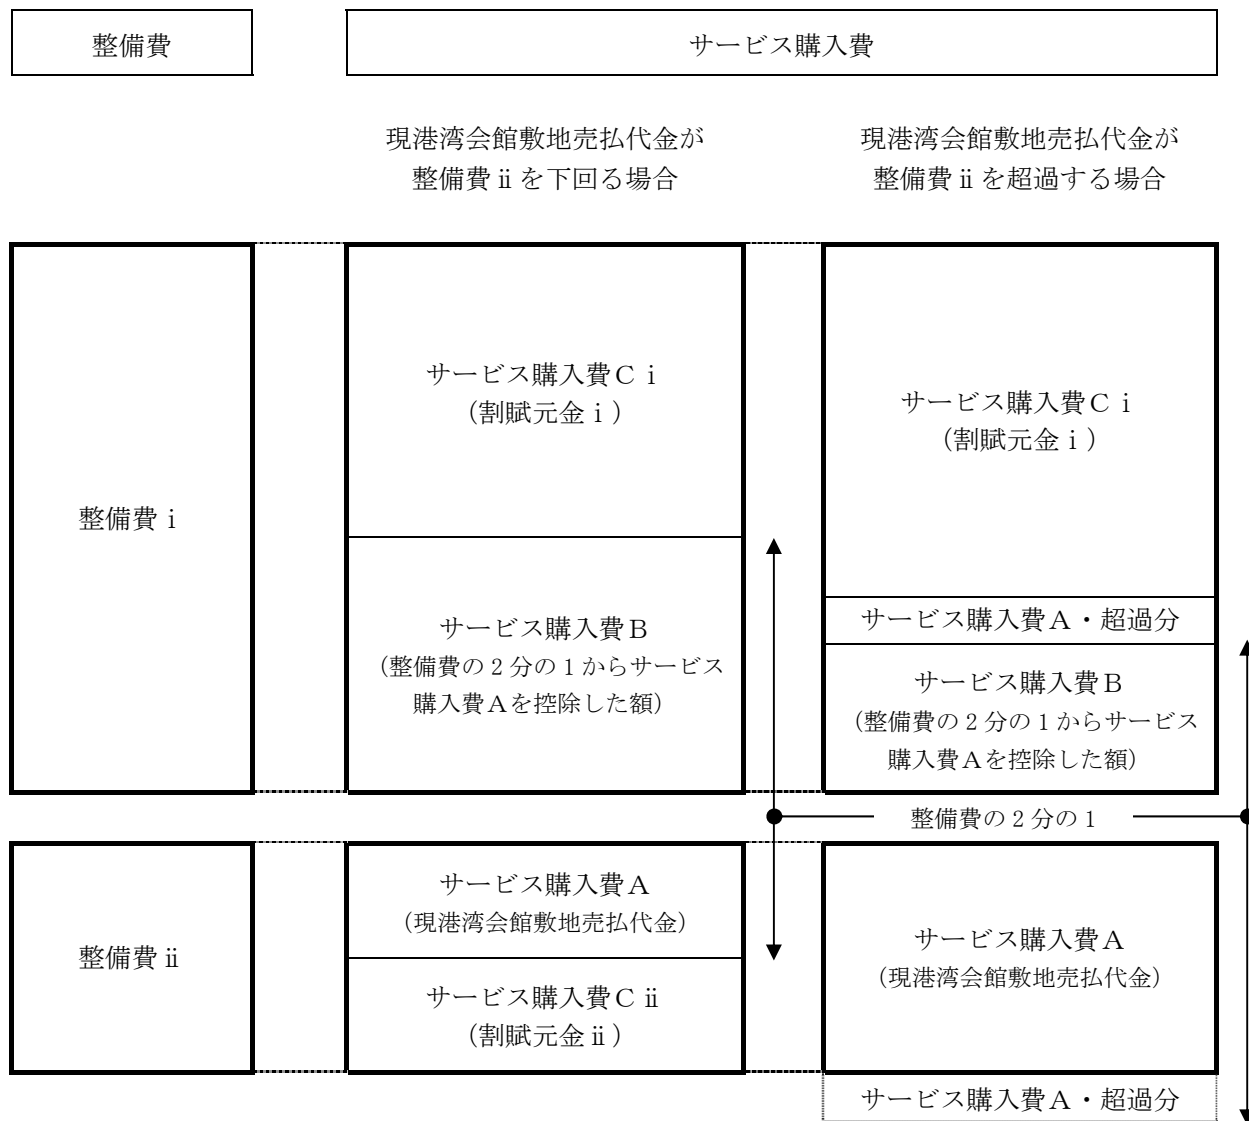 整備費
サービス購入費
現港湾会館敷地売払代金が
整備費ⅱを下回る場合
現港湾会館敷地売払代金が
整備費ⅱを超過する場合
整備費ⅰ
サービス購入費Ｃⅰ
（割賦元金ⅰ）
サービス購入費Ｂ
（整備費の２分の１からサービス
購入費Ａを控除した額）
サービス購入費Ｃⅰ
（割賦元金ⅰ）
サービス購入費Ａ・超過分
サービス購入費Ｂ
（整備費の２分の１からサービス
購入費Ａを控除した額）
整備費の２分の１
整備費ⅱ
サービス購入費Ａ
（現港湾会館敷地売払代金）
サービス購入費Ｃⅱ
（割賦元金ⅱ）
サービス購入費Ａ
（現港湾会館敷地売払代金）
サービス購入費Ａ・超過分